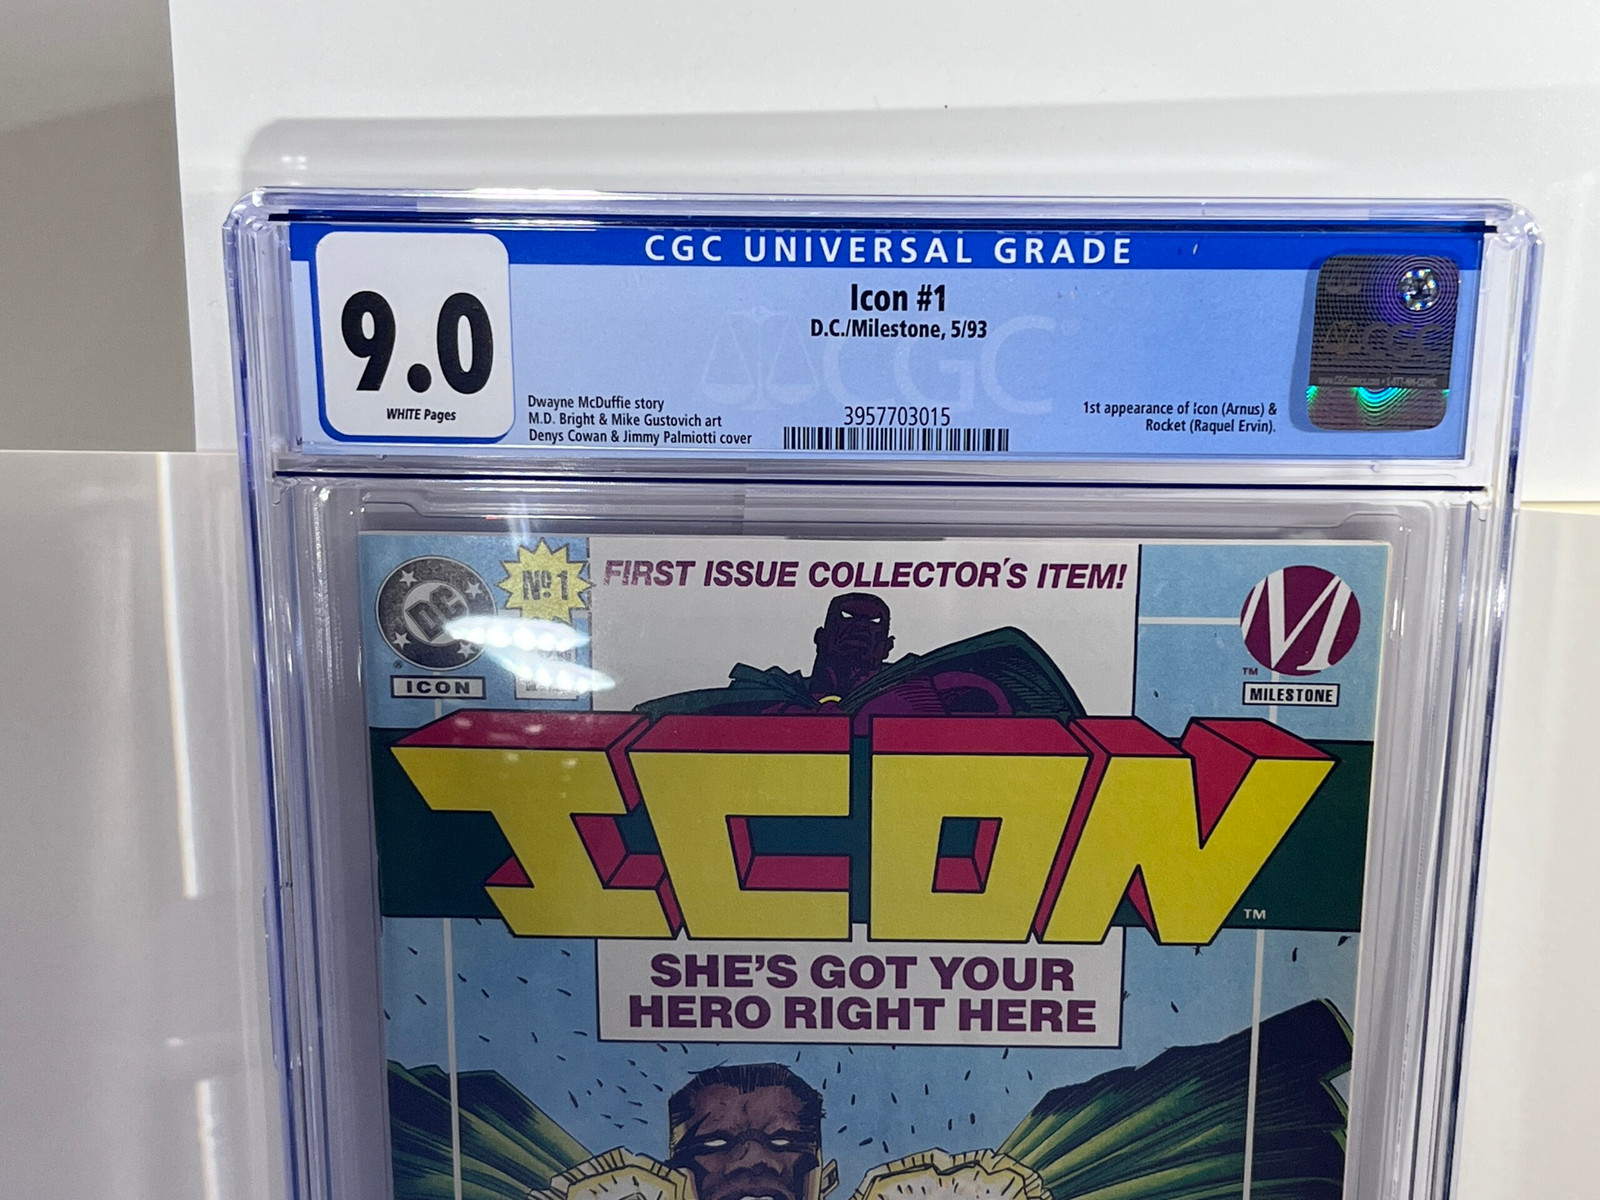 CGC UNIVERSAL GRADE
9.0
WHITE Pages
Icon #1
D.C./Milestone, 5/93
Dwayne McDuffie story
M.D. Bright & Mike Gustovich art
Denys Cowan & Jimmy Palmiotti cover
3957703015
1st appearance of Icon (Arnus) &
Rocket (Raquel Ervin).
CGC
CGC
DC
ICON
Nº 1
FIRST ISSUE COLLECTOR'S ITEM!
M
TM
MILESTONE
ICON
TM
SHE'S GOT YOUR
HERO RIGHT HERE